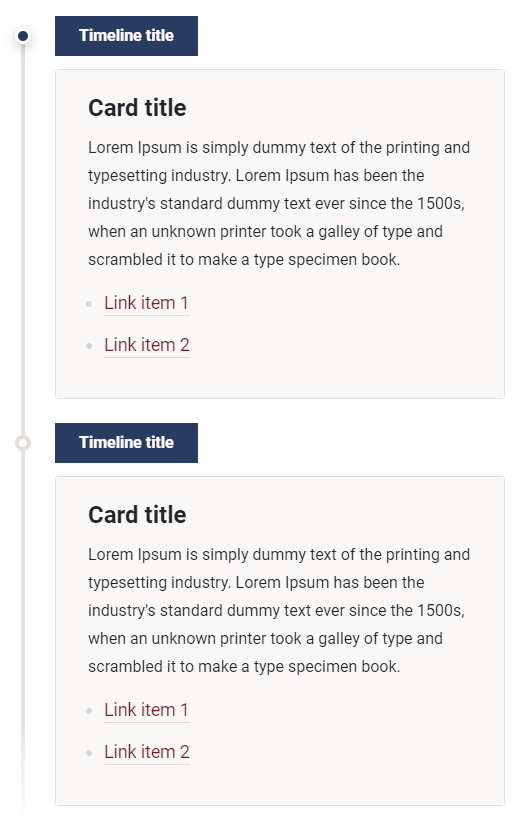 Timeline title
Card title
Lorem Ipsum is simply dummy text of the printing and
typesetting industry. Lorem Ipsum has been the
industry's standard dummy text ever since the 1500s,
when an unknown printer took a galley of type and
scrambled it to make a type specimen book.
Link item 1
Link item 2
Timeline title
Card title
Lorem Ipsum is simply dummy text of the printing and
typesetting industry. Lorem Ipsum has been the
industry's standard dummy text ever since the 1500s,
when an unknown printer took a galley of type and
scrambled it to make a type specimen book.
Link item 1
Link item 2